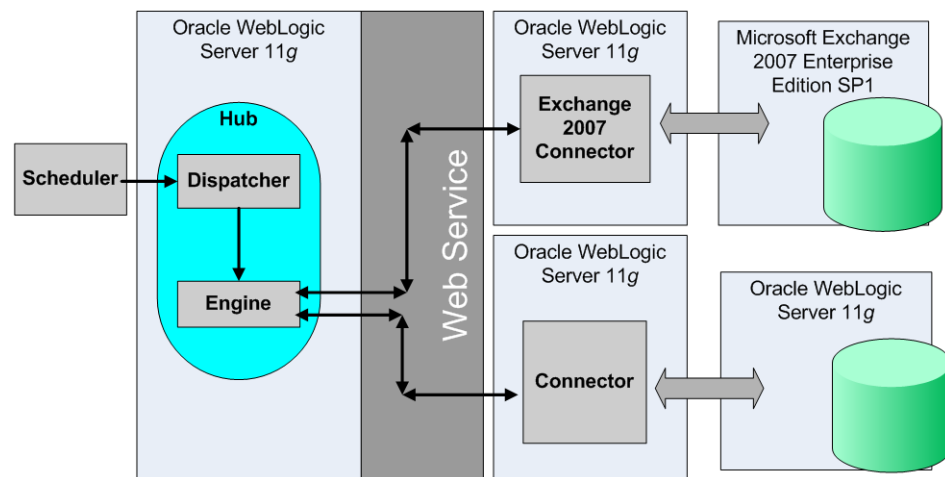 Oracle WebLogic
Server 11g
Hub
Scheduler
Dispatcher
Engine
Web Service
Oracle WebLogic
Server 11g
Exchange
2007
Connector
Microsoft Exchange
2007 Enterprise
Edition SP1
Oracle WebLogic
Server 11g
Connector
Oracle WebLogic
Server 11g